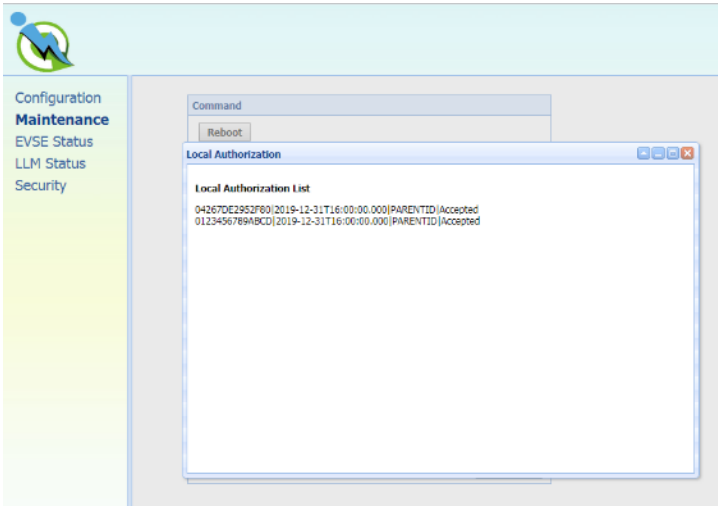 Configuration
Maintenance
EVSE Status
LLM Status
Security
Command
Reboot
Local Authorization
Local Authorization List
04267DE2952F80|2019-12-31T16:00:00.000|PARENTID|Accepted
0123456789ABCD|2019-12-31T16:00:00.000|PARENTID|Accepted